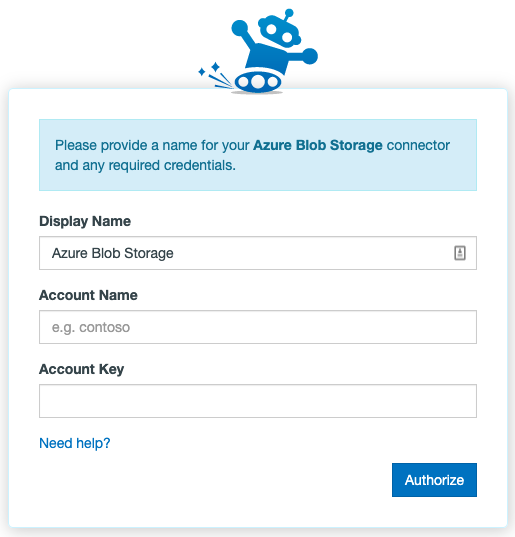 Please provide a name for your Azure Blob Storage connector
and any required credentials.
Display Name
Azure Blob Storage
Account Name
e.g. contoso
Account Key
Need help?
Authorize